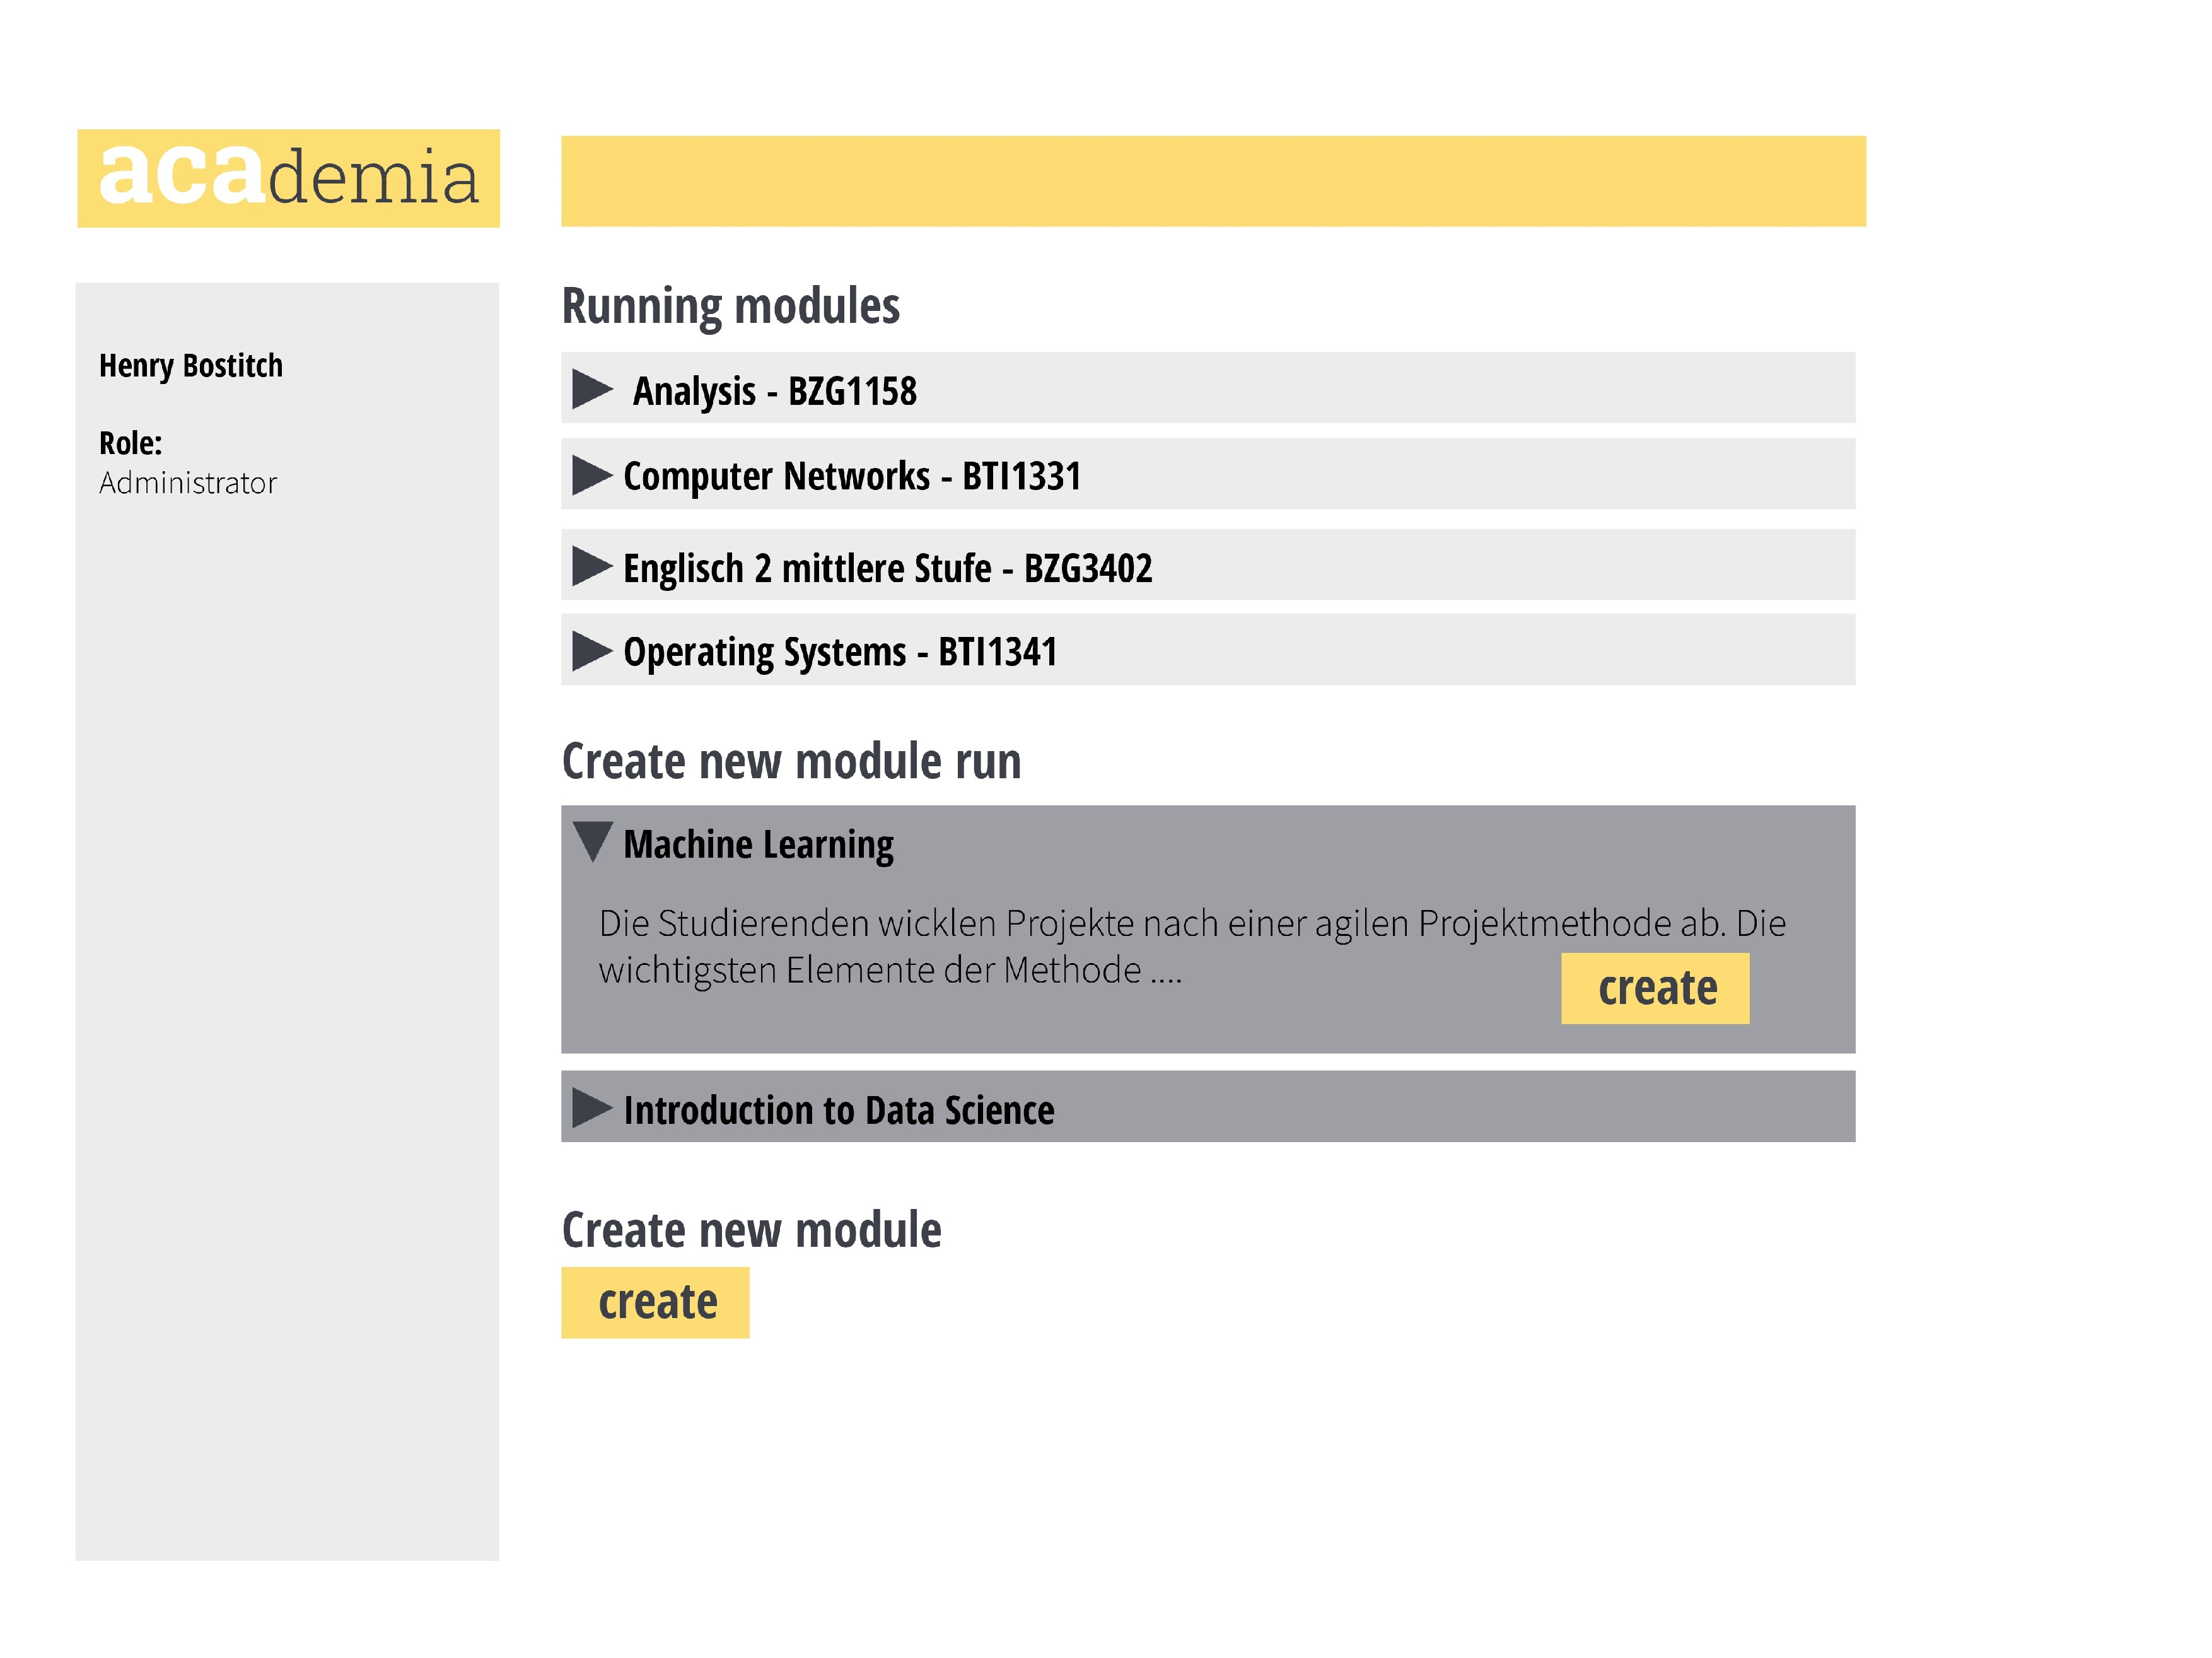 academia
Henry Bostitch
Role:
Administrator
Running modules
Analysis - BZG1158
Computer Networks - BTI1331
Englisch 2 mittlere Stufe - BZG3402
Operating Systems - BTI1341
Create new module run
Machine Learning
Die Studierenden wicklen Projekte nach einer agilen Projektmethode ab. Die
wichtigsten Elemente der Methode ....
create
Introduction to Data Science
Create new module
create